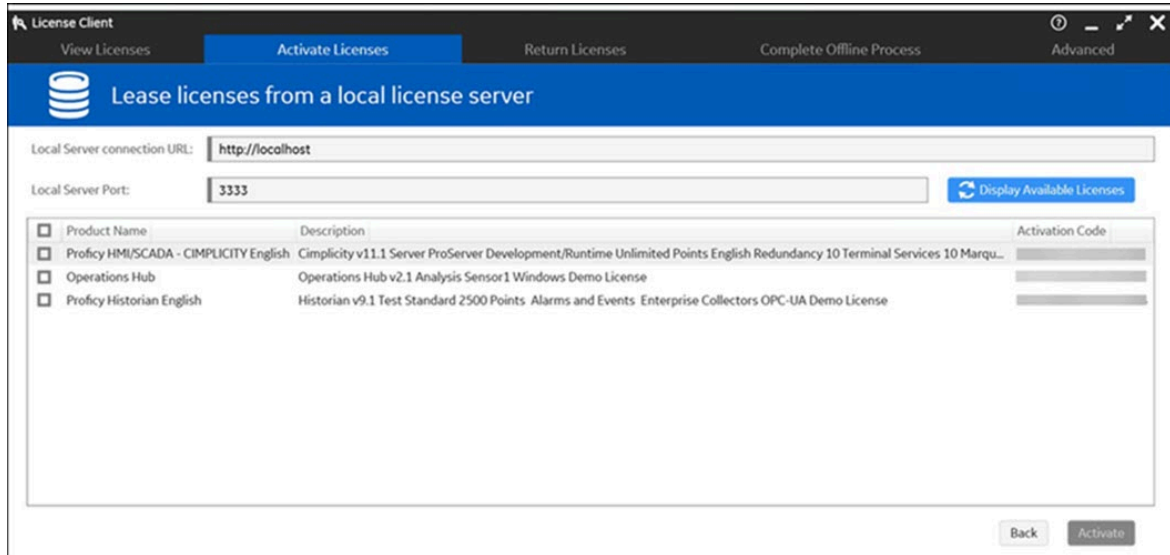 License Client
View Licenses Activate Licenses Return Licenses Complete Offline Process Advanced
Lease licenses from a local license server
Local Server connection URL: http://localhost
Local Server Port: 3333 Display Available Licenses
Product Name Description Activation Code
Proficy HMI/SCADA - CIMPLICITY English Cimplicity v11.1 Server ProServer Development/Runtime Unlimited Points English Redundancy 10 Terminal Services 10 Marqu...
Operations Hub Operations Hub v2.1 Analysis Sensor1 Windows Demo License
Proficy Historian English Historian v9.1 Test Standard 2500 Points Alarms and Events Enterprise Collectors OPC-UA Demo License
Back Activate